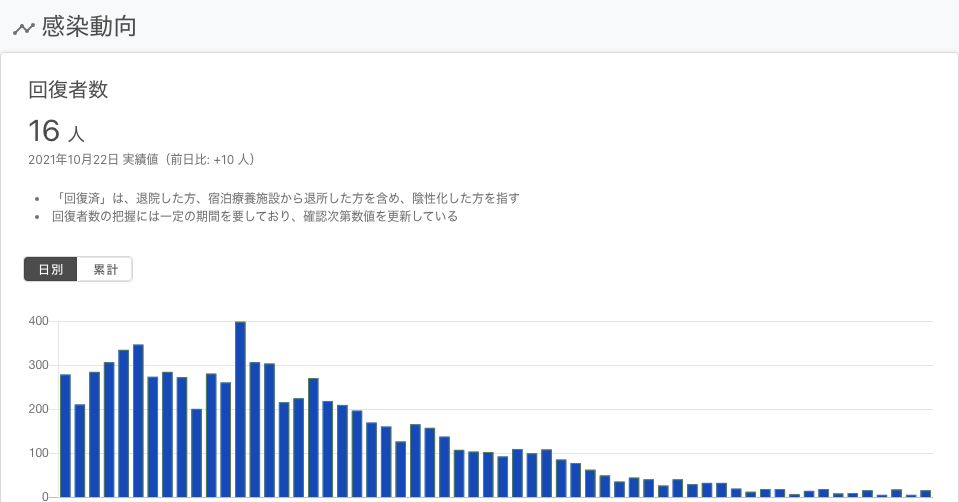 感染動向
回復者数
16 人
2021年10月22日 実績値（前日比: +10 人）
「回復済」は、退院した方、宿泊療養施設から退所した方を含め、陰性化した方を指す
回復者数の把握には一定の期間を要しており、確認次第数値を更新している
日別 累計
400
300
200
100
0